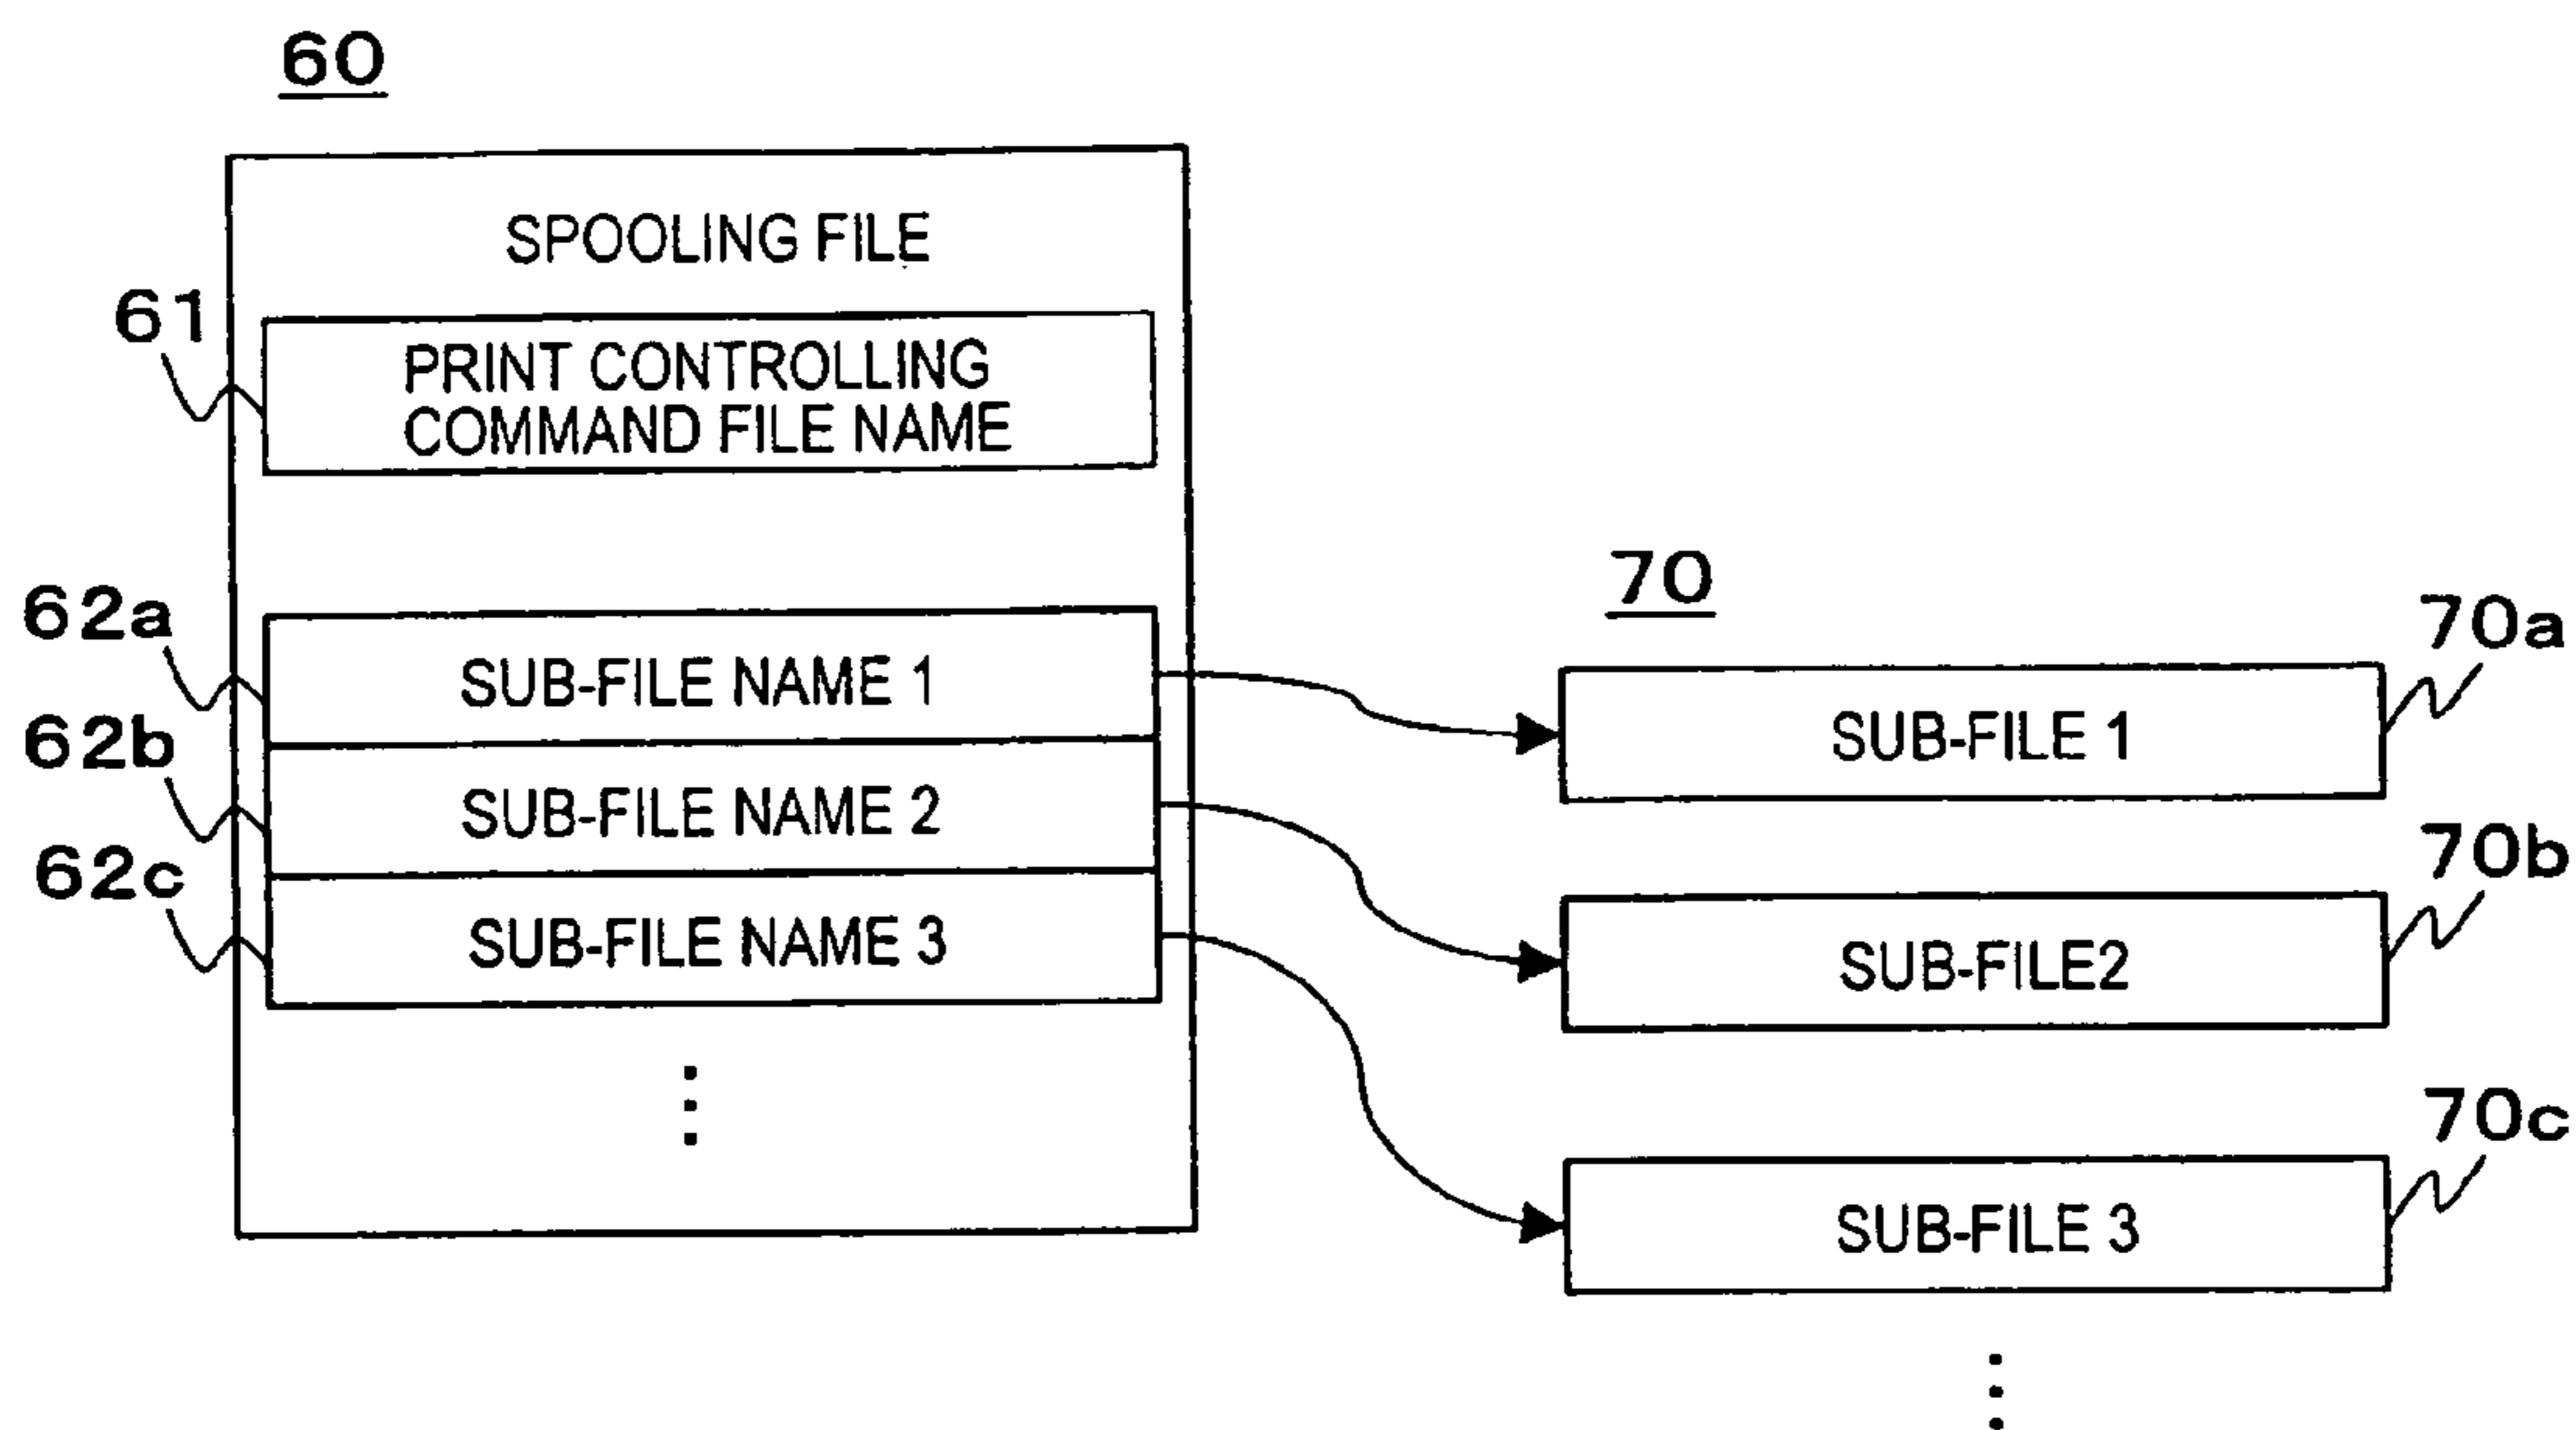 60
SPOOLING FILE
61
PRINT CONTROLLING
COMMAND FILE NAME
62a
SUB-FILE NAME 1
62b
SUB-FILE NAME 2
62c
SUB-FILE NAME 3
70
70a
SUB-FILE 1
70b
SUB-FILE2
70c
SUB-FILE 3